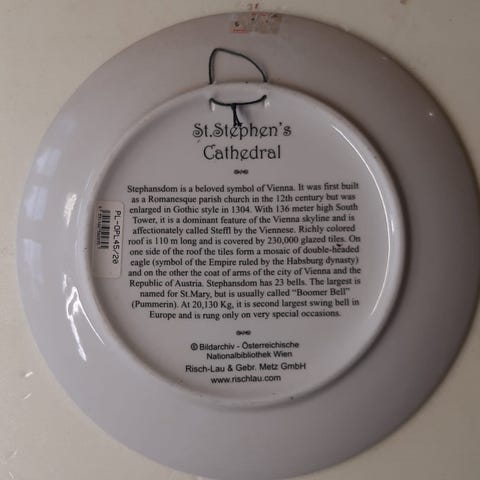 St.Stephen's
Cathedral
Stephansdom is a beloved symbol of Vienna. It was first built
as a Romanesque parish church in the 12th century but was
enlarged in Gothic style in 1304. With 136 meter high South
Tower, it is a dominant feature of the Vienna skyline and is
affectionately called Steffl by the Viennese. Richly colored
roof is 110 m long and is covered by 230,000 glazed tiles. On
one side of the roof the tiles form a mosaic of double-headed
eagle (symbol of the Empire ruled by the Habsburg dynasty)
and on the other the coat of arms of the city of Vienna and the
Republic of Austria. Stephansdom has 23 bells. The largest is
named for St.Mary, but is usually called "Boomer Bell"
(Pummerin). At 20,130 Kg, it is second largest swing bell in
Europe and is rung only on very special occasions.
© Bildarchiv - Österreichische
Nationalbibliothek Wien
Risch-Lau & Gebr. Metz GmbH
www.rischlau.com
PL-OPL45/20